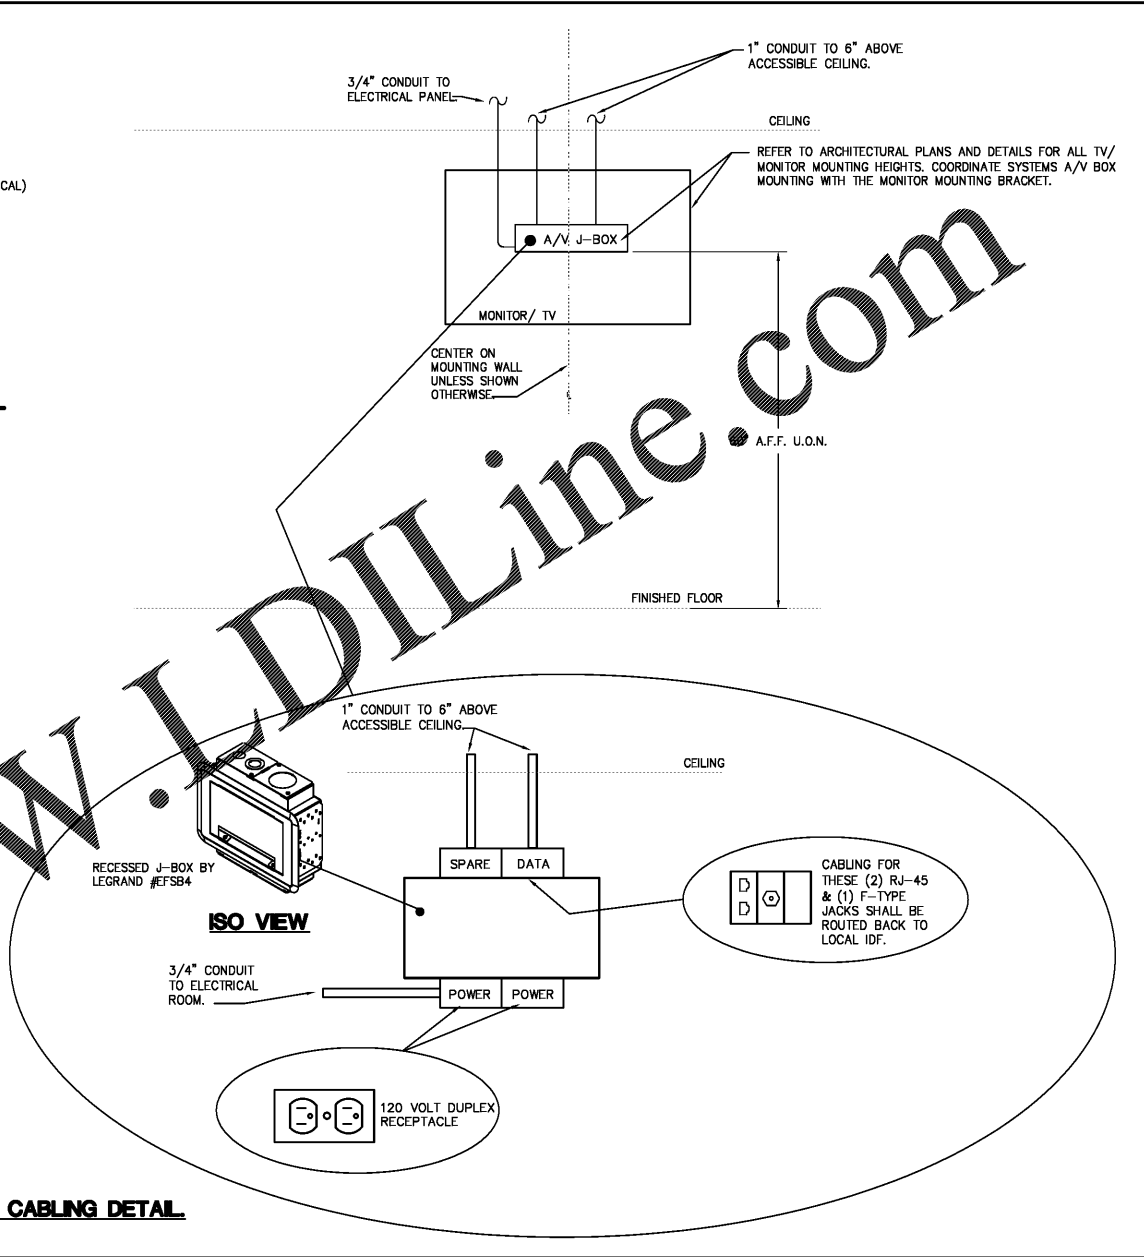 1" CONDUIT TO 6" ABOVE
ACCESSIBLE CEILING.
3/4" CONDUIT TO
ELECTRICAL PANEL.
CEILING
REFER TO ARCHITECTURAL PLANS AND DETAILS FOR ALL TV/
MONITOR MOUNTING HEIGHTS. COORDINATE SYSTEMS A/V BOX
MOUNTING WITH THE MONITOR MOUNTING BRACKET.
CAL)
A/V J-BOX
MONITOR/ TV
CENTER ON
MOUNTING WALL
UNLESS SHOWN
OTHERWISE.
A.F.F. U.O.N.
FINISHED FLOOR
W.LDILine.com
1" CONDUIT TO 6" ABOVE
ACCESSIBLE CEILING.
CEILING
SPARE DATA
RECESSED J-BOX BY
LEGRAND #EFSB4
ISO VIEW
CABLING FOR
THESE (2) RJ-45
& (1) F-TYPE
JACKS SHALL BE
ROUTED BACK TO
LOCAL IDF.
3/4" CONDUIT
TO ELECTRICAL
ROOM.
POWER POWER
120 VOLT DUPLEX
RECEPTACLE
CABLING DETAIL.